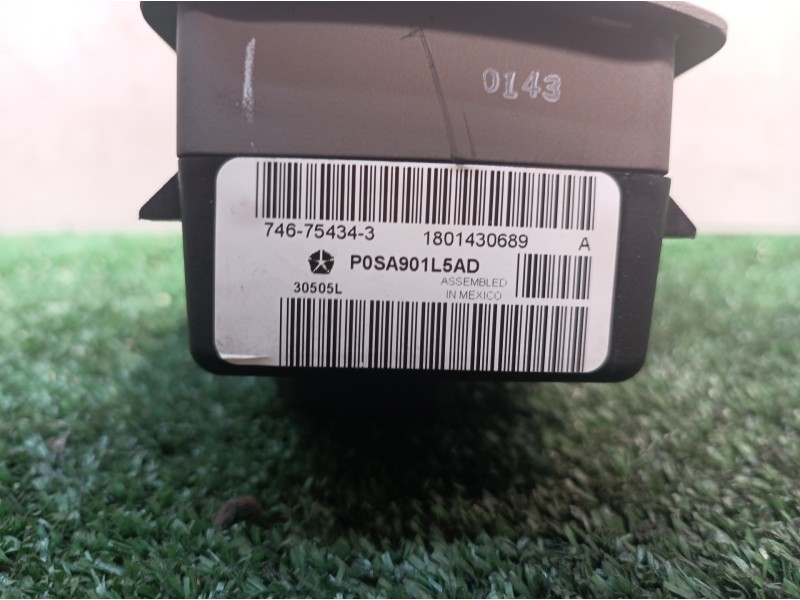 0143
746-75434-3 1801430689 A
P0SA901L5AD
30505L ASSEMBLED
IN MEXICO